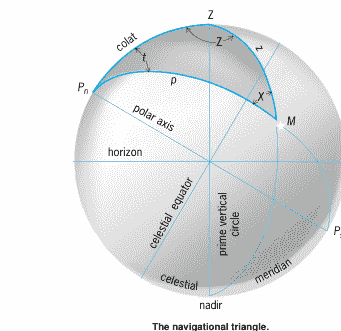 Z
colat
Z
z
t
Pn
p
X
M
polar axis
horizon
celestial equator
prime vertical
circle
celestial
meridian
nadir
The navigational triangle.